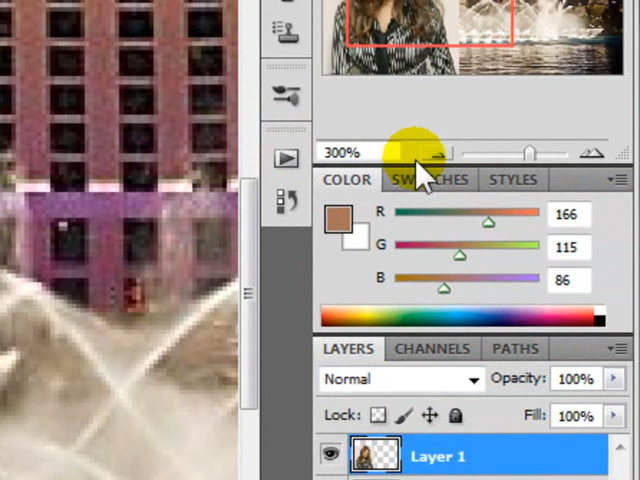 300%
COLOR SWATCHES STYLES
R 166
G 115
B 86
LAYERS CHANNELS PATHS
Normal Opacity: 100%
Lock: Fill: 100%
Layer 1